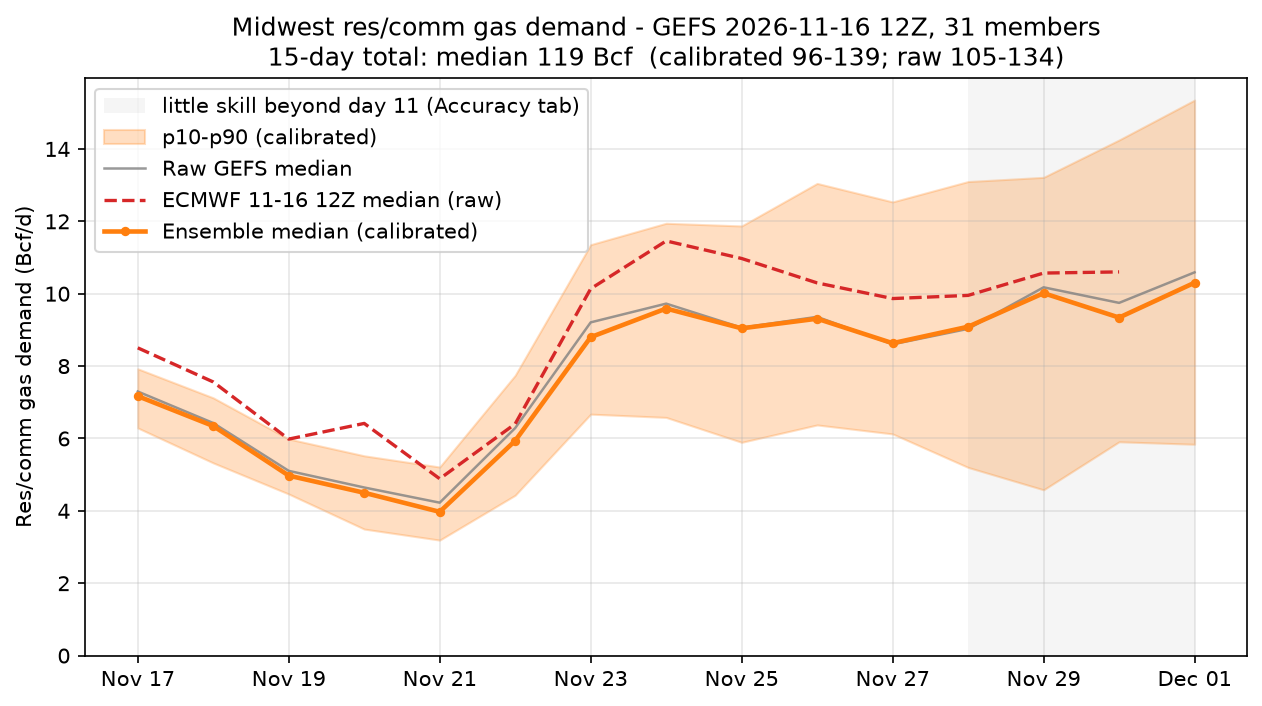 Midwest res/comm gas demand - GEFS 2026-11-16 12Z, 31 members
15-day total: median 119 Bcf  (calibrated 96-139; raw 105-134)
little skill beyond day 11 (Accuracy tab)
p10-p90 (calibrated)
Raw GEFS median
ECMWF 11-16 12Z median (raw)
Ensemble median (calibrated)
Res/comm gas demand (Bcf/d)
14
12
10
8
6
4
2
0
Nov 17 Nov 19 Nov 21 Nov 23 Nov 25 Nov 27 Nov 29 Dec 01